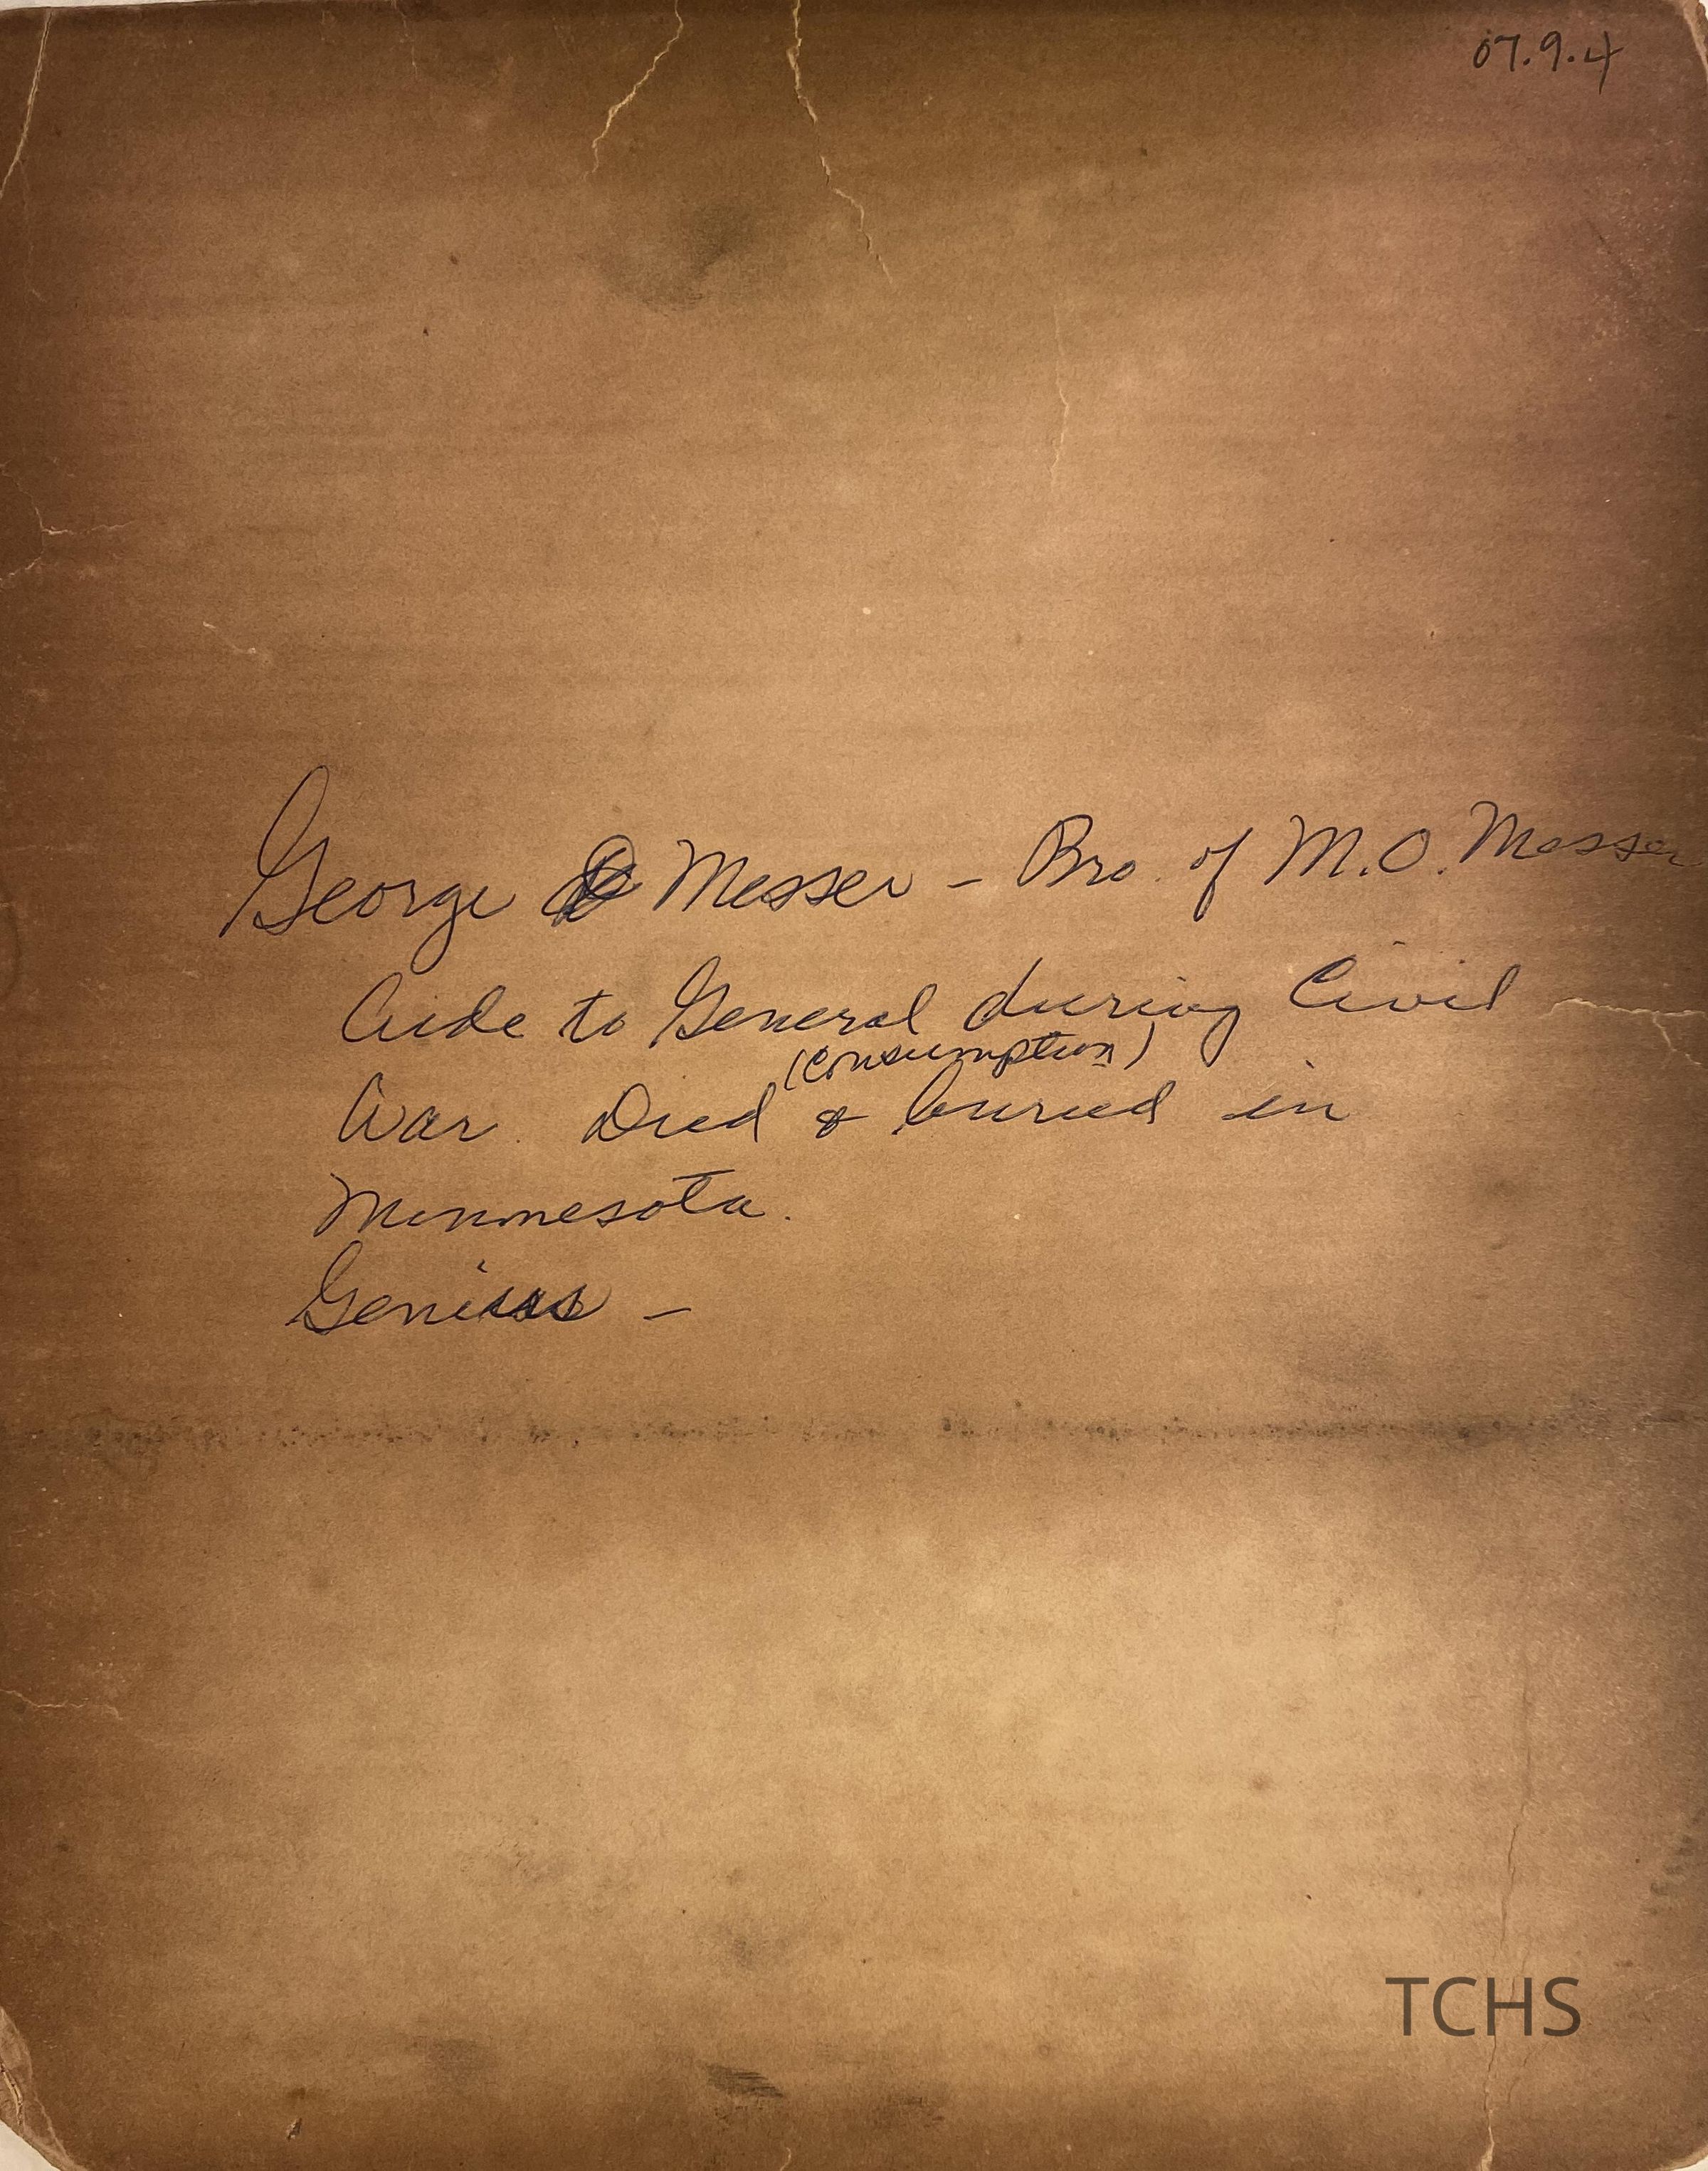 07.9.4
George Messer - Bro. of M.O. Messer
Aide to General during Civil
(consumption)
War. Died & buried in
Minnesota.
Genius -
TCHS